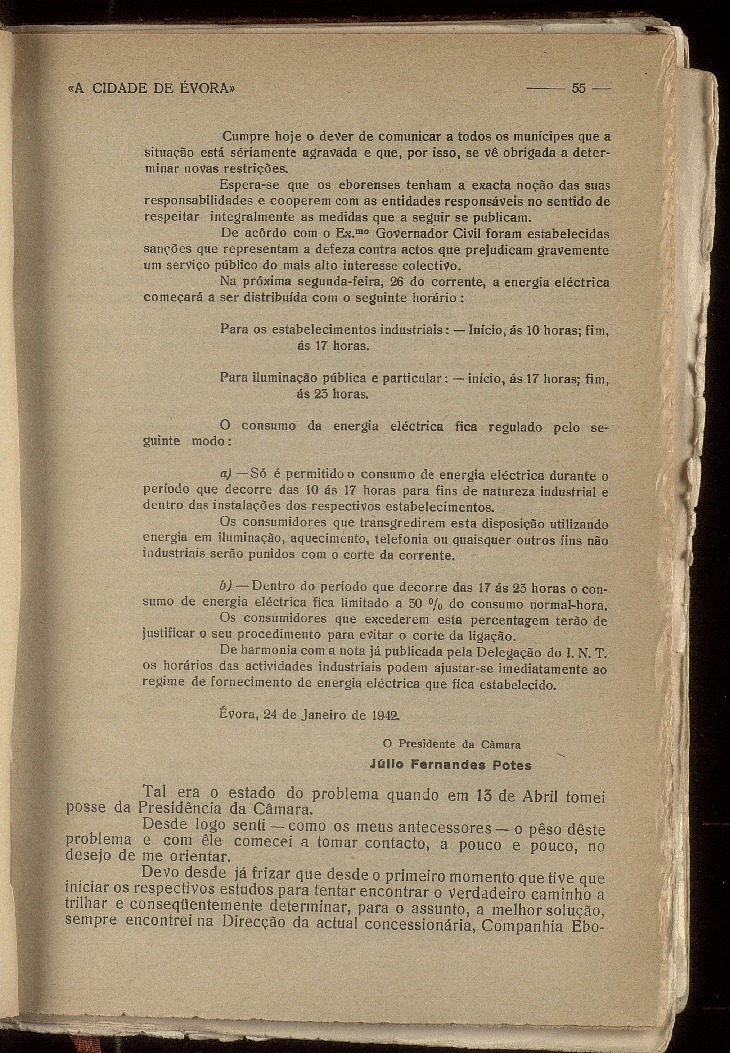 «A CIDADE DE ÉVORA» —— 55 —
Cumpre hoje o dever de comunicar a todos os munícipes que a
situação está sériamente agravada e que, por isso, se vê obrigada a deter-
minar novas restrições.
Espera-se que os eborenses tenham a exacta noção das suas
responsabilidades e cooperem com as entidades responsáveis no sentido de
respeitar integralmente as medidas que a seguir se publicam.
De acôrdo com o Ex.mo Governador Civil foram estabelecidas
sanções que representam a defeza contra actos que prejudicam gravemente
um serviço público do mais alto interesse colectivo.
Na próxima segunda-feira, 26 do corrente, a energia eléctrica
começará a ser distribuída com o seguinte horário :
Para os estabelecimentos industriais : — Início, ás 10 horas; fim,
ás 17 horas.
Para iluminação pública e particular : — início, ás 17 horas; fim,
ás 23 horas.
O consumo da energia eléctrica fica regulado pelo se-
guinte modo :
a) — Só é permitido o consumo de energia eléctrica durante o
período que decorre das 10 ás 17 horas para fins de natureza industrial e
dentro das instalações dos respectivos estabelecimentos.
Os consumidores que transgredirem esta disposição utilizando
energia em iluminação, aquecimento, telefonia ou quaisquer outros fins não
industriais serão punidos com o corte da corrente.
b) — Dentro do período que decorre das 17 ás 23 horas o con-
sumo de energia eléctrica fica limitado a 50 % do consumo normal-hora.
Os consumidores que excederem esta percentagem terão de
justificar o seu procedimento para evitar o corte da ligação.
De harmonia com a nota já publicada pela Delegação do I. N. T.
os horários das actividades industriais podem ajustar-se imediatamente ao
regime de fornecimento de energia eléctrica que fica estabelecido.
Évora, 24 de Janeiro de 1942.
O Presidente da Câmara
Júlio Fernandes Potes
Tal era o estado do problema quando em 13 de Abril tomei
posse da Presidência da Câmara.
Desde logo senti — como os meus antecessores — o pêso dêste
problema e com êle comecei a tomar contacto, a pouco e pouco, no
desejo de me orientar.
Devo desde já frizar que desde o primeiro momento que tive que
iniciar os respectivos estudos para tentar encontrar o verdadeiro caminho a
trilhar e conseqüentemente determinar, para o assunto, a melhor solução,
sempre encontrei na Direcção da actual concessionária, Companhia Ebo-